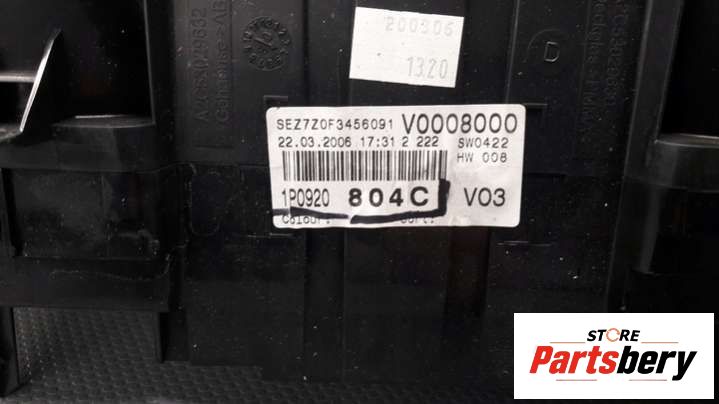 200306
1320
D
SEZ7Z0F3456091 V0008000
22.03.2006 17:31 2 222 SW0422
HW 008
1P0920 804C V03
Colour:
STORE
Partsbery